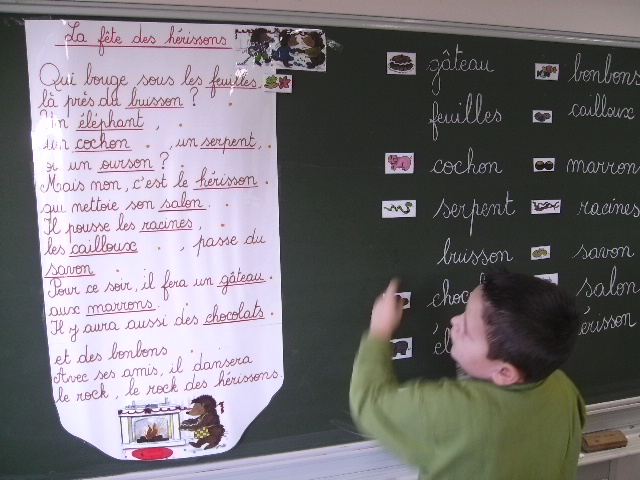 La fête des hérissons
Qui bouge sous les feuilles,
là près du buisson ?
Un éléphant,
un cochon, un serpent,
ou un ourson ?
Mais non, c'est le hérisson
qui nettoie son salon.
Il pousse les racines,
les cailloux, passe du
savon.
Pour ce soir, il fera un gâteau
aux marrons.
Il y aura aussi des chocolats
et des bonbons
Avec ses amis, il dansera
le rock, le rock des hérissons.
gâteau
feuilles
cochon
serpent
buisson
bonbons
cailloux
marron
racines
savon
salon